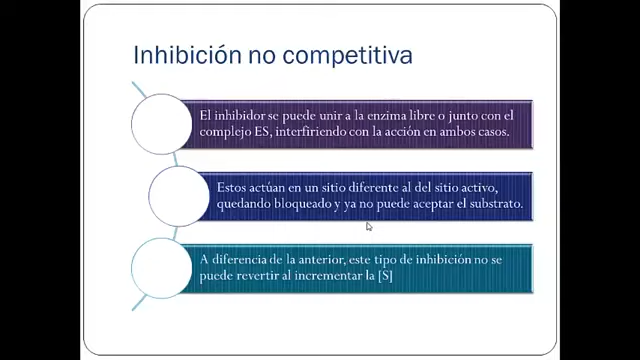 Inhibición no competitiva
El inhibidor se puede unir a la enzima libre o junto con el
complejo ES, interfiriendo con la acción en ambos casos.
Estos actúan en un sitio diferente al del sitio activo,
quedando bloqueado y ya no puede aceptar el substrato.
A diferencia de la anterior, este tipo de inhibición no se
puede revertir al incrementar la [S]